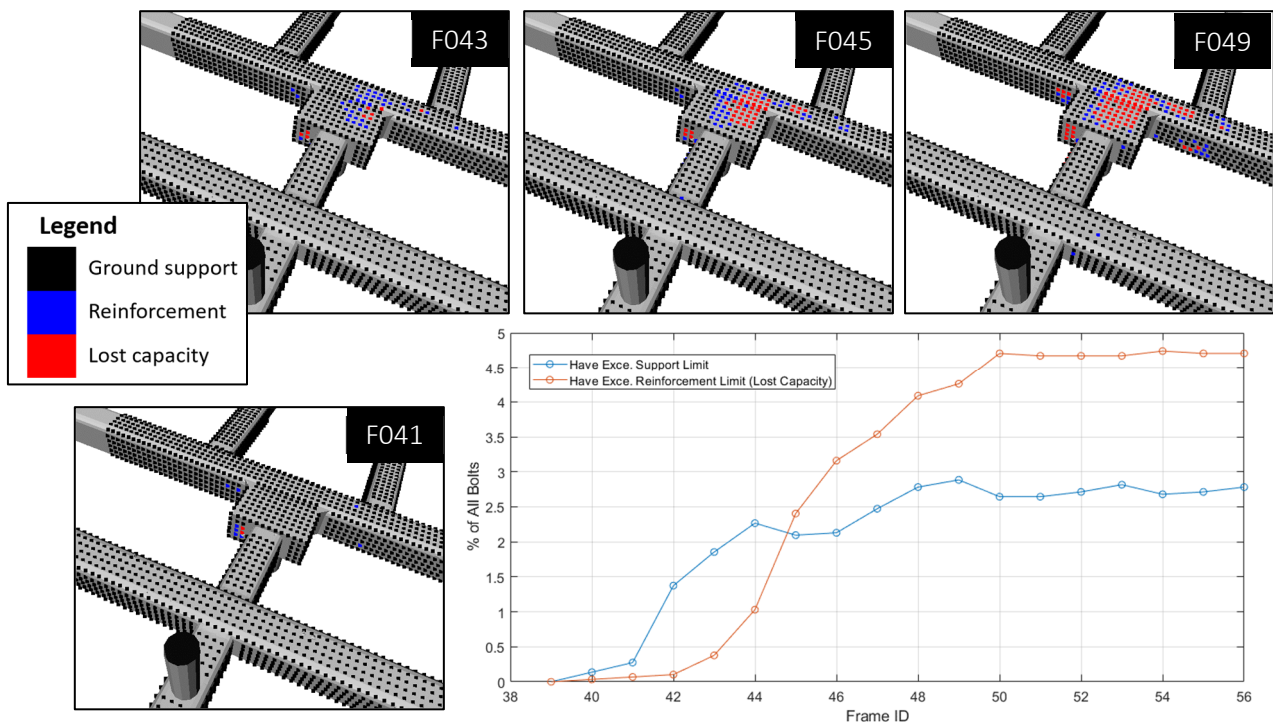 F043
F045
F049
Legend
Ground support
Reinforcement
Lost capacity
F041
5
4.5
4
3.5
3
2.5
2
1.5
1
0.5
0
% of All Bolts
Have Exce. Support Limit
Have Exce. Reinforcement Limit (Lost Capacity)
38 40 42 44 46 48 50 52 54 56
Frame ID